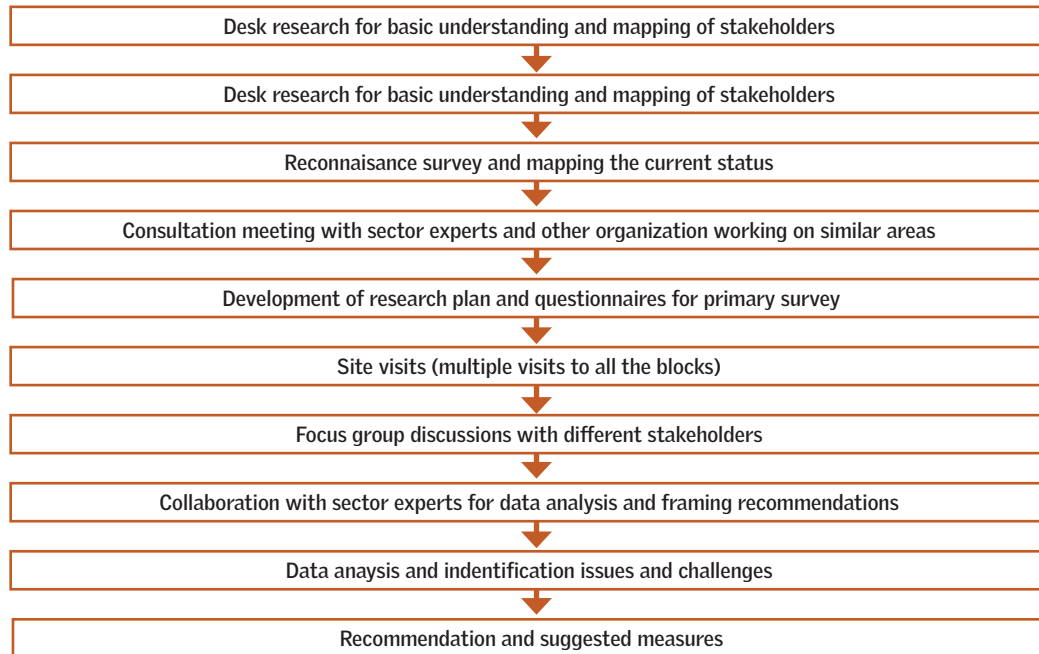 Desk research for basic understanding and mapping of stakeholders
Desk research for basic understanding and mapping of stakeholders
Reconnaisance survey and mapping the current status
Consultation meeting with sector experts and other organization working on similar areas
Development of research plan and questionnaires for primary survey
Site visits (multiple visits to all the blocks)
Focus group discussions with different stakeholders
Collaboration with sector experts for data analysis and framing recommendations
Data anaysis and indentification issues and challenges
Recommendation and suggested measures